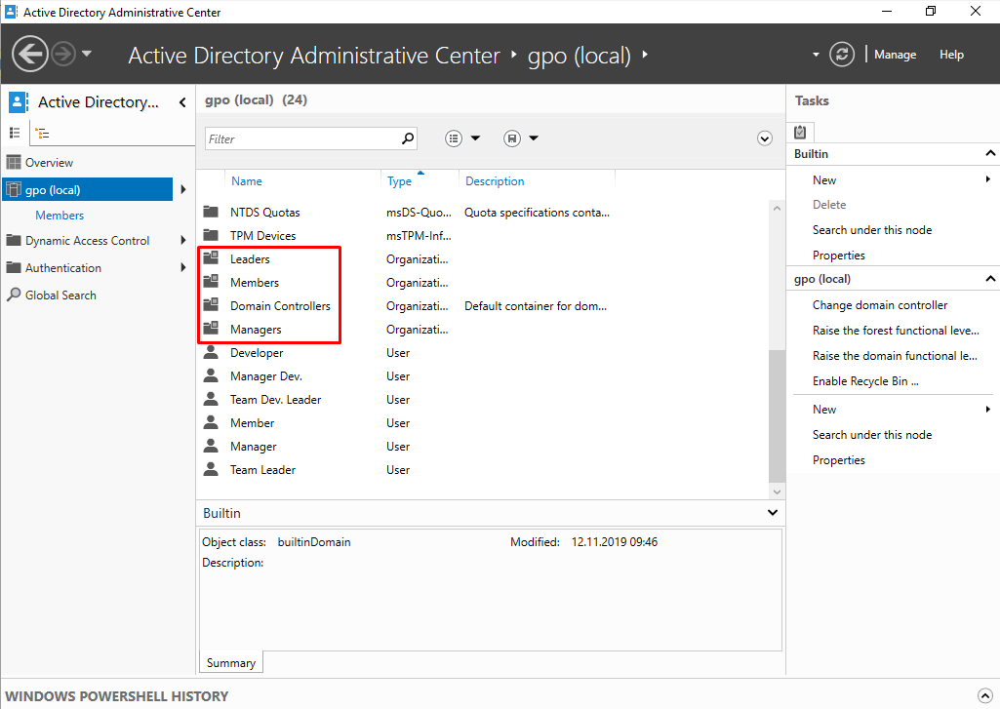 Active Directory Administrative Center
Active Directory Administrative Center gpo (local)
Manage Help
Active Directory...
Overview
gpo (local)
Members
Dynamic Access Control
Authentication
Global Search
gpo (local) (24)
Filter
Name Type Description
NTDS Quotas msDS-Quo... Quota specifications conta...
TPM Devices msTPM-Inf...
Leaders Organizati...
Members Organizati...
Domain Controllers Organizati... Default container for dom...
Managers Organizati...
Developer User
Manager Dev. User
Team Dev. Leader User
Member User
Manager User
Team Leader User
Builtin
Object class: builtinDomain Modified: 12.11.2019 09:46
Description:
Summary
Tasks
Builtin
New
Delete
Search under this node
Properties
gpo (local)
Change domain controller
Raise the forest functional leve...
Raise the domain functional le...
Enable Recycle Bin ...
New
Search under this node
Properties
WINDOWS POWERSHELL HISTORY